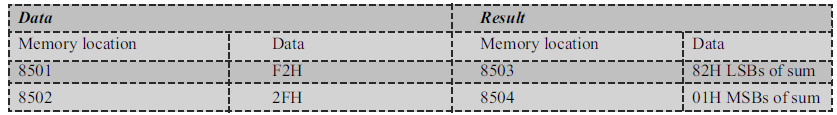 Data Result
Memory location Data Memory location Data
8501 F2H 8503 82H LSBs of sum
8502 2FH 8504 01H MSBs of sum